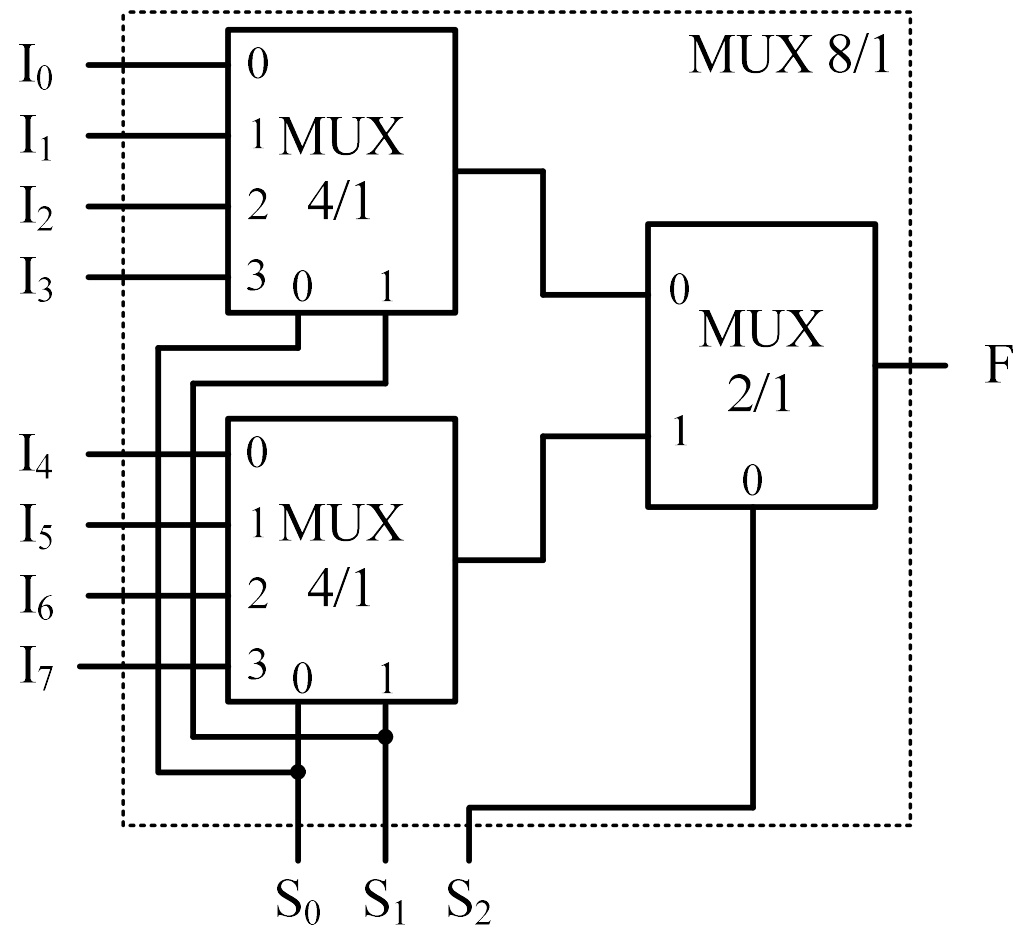 MUX 8/1
I₀
I₁
I₂
I₃
0
1
2
3
MUX
4/1
0 1
I₄
I₅
I₆
I₇
0
1
2
3
MUX
4/1
0 1
0
1
MUX
2/1
0
F
S₀ S₁ S₂